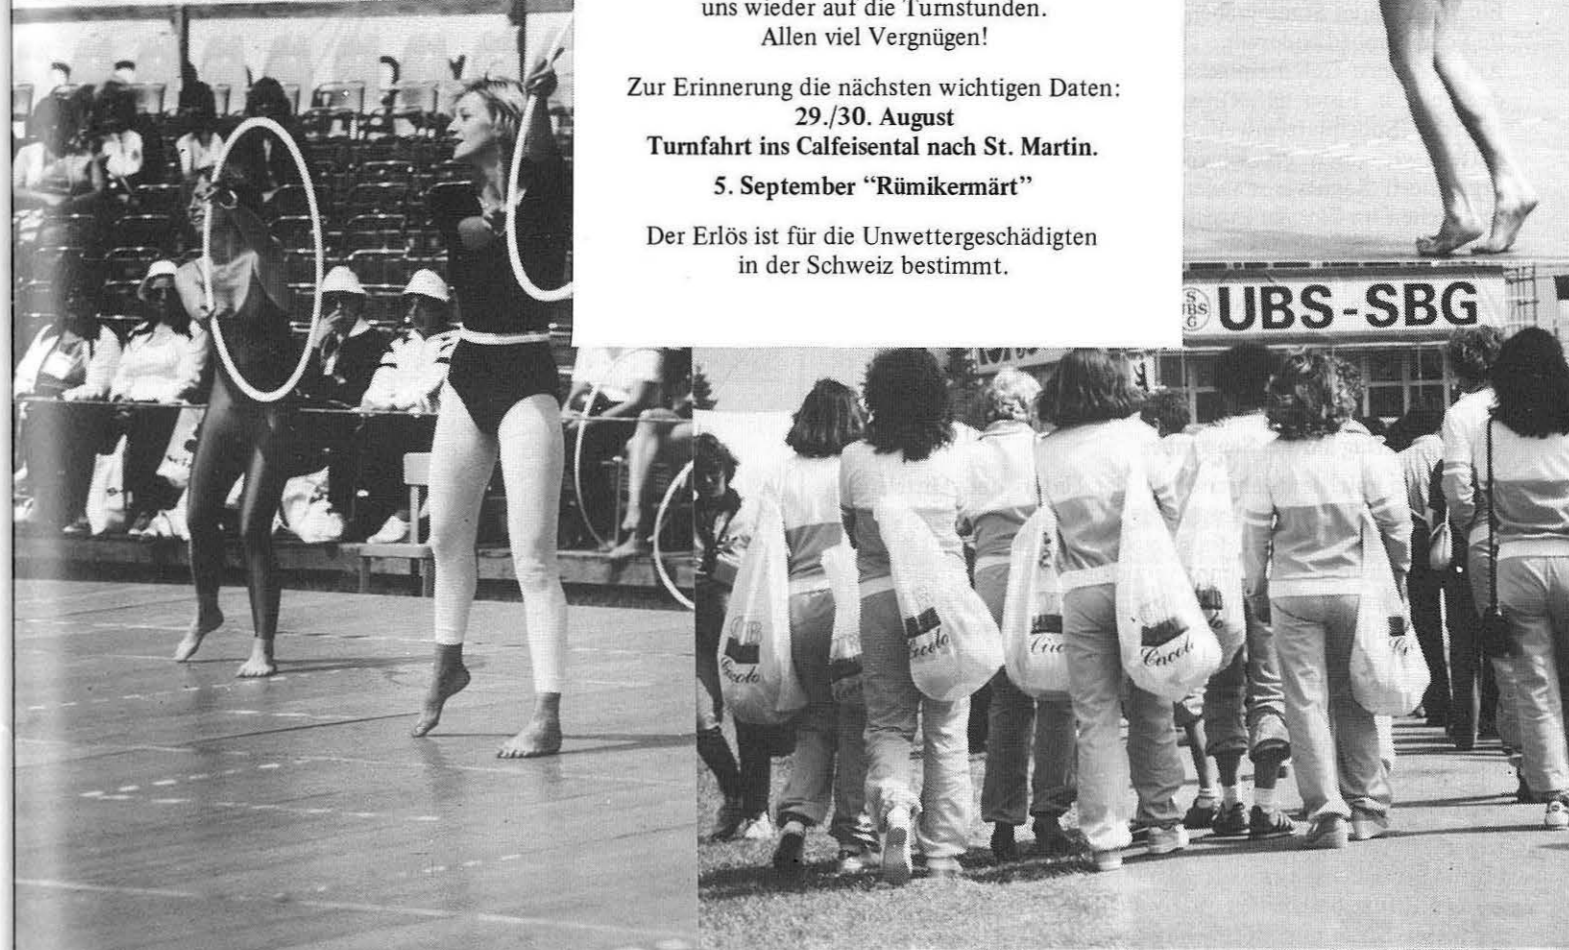 uns wieder auf die Turnstunden.
Allen viel Vergnügen!
Zur Erinnerung die nächsten wichtigen Daten:
29./30. August
Turnfahrt ins Calfeisental nach St. Martin.
5. September “Rümikermärt”
Der Erlös ist für die Unwettergeschädigten
in der Schweiz bestimmt.
UBS-SBG
Cocolo
Cocolo